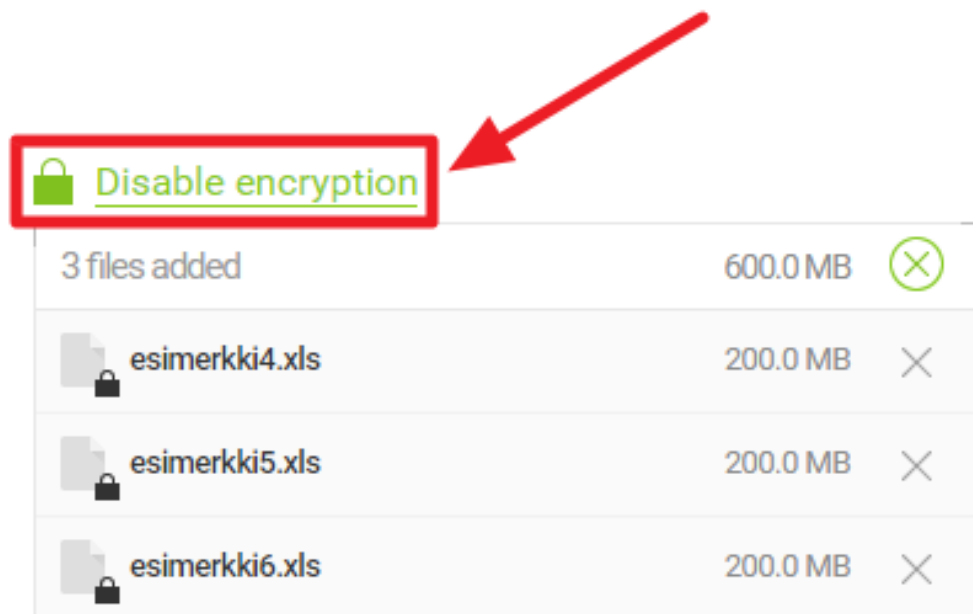 Disable encryption
3 files added 600.0 MB
esimerkki4.xls 200.0 MB
esimerkki5.xls 200.0 MB
esimerkki6.xls 200.0 MB